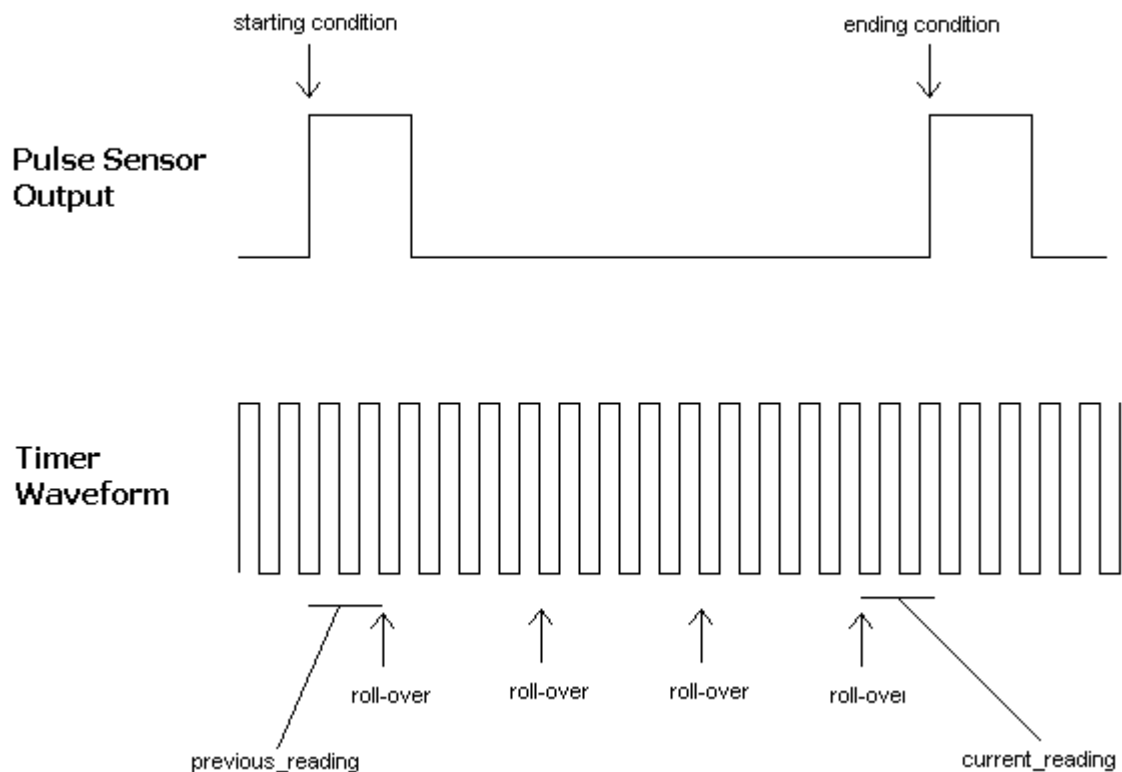 starting condition
ending condition
Pulse Sensor
Output
Timer
Waveform
roll-over
roll-over
roll-over
roll-over
previous_reading
current_reading